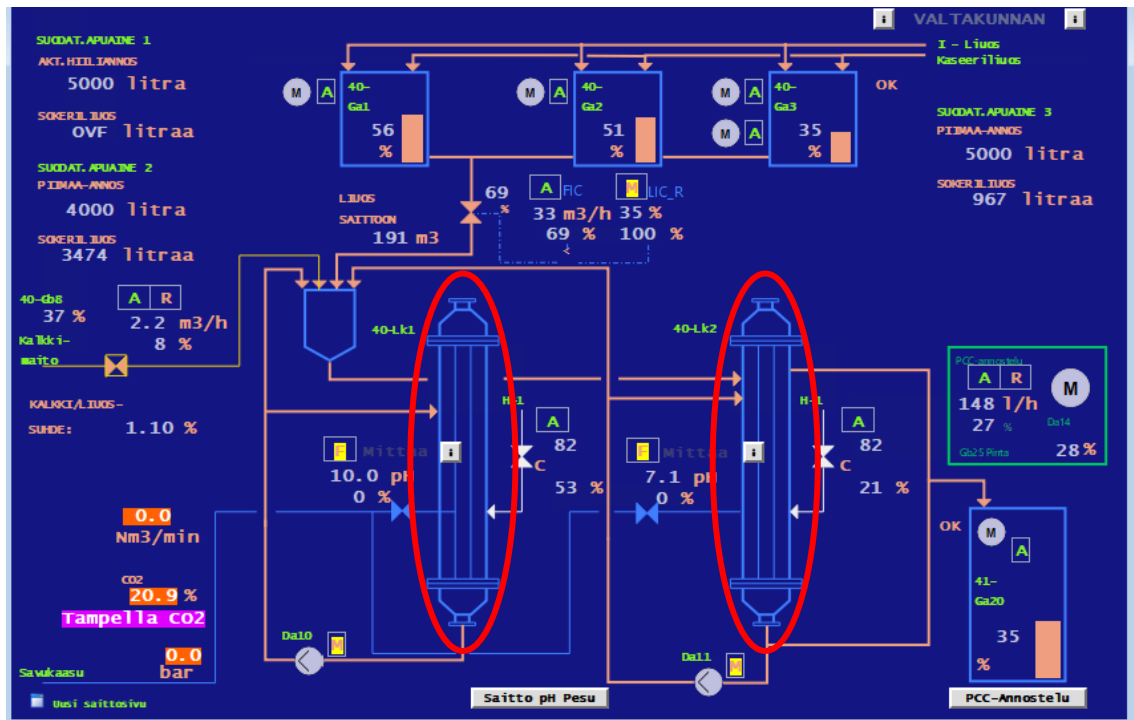 i VALTAKUNNAN i
SUODAT.APUAINE 1
AKT.HIILIANNOS
5000 litra
SOKERILIUOS
OVF litraa
SUODAT.APUAINE 2
PIIMAA-ANNOS
4000 litra
SOKERILIUOS
3474 litraa
M A 40-Ga1
56 %
M A 40-Ga2
51 %
M A 40-Ga3
M A 35 %
OK
I - Liuos
Kaseeriliuos
SUODAT.APUAINE 3
PIIMAA-ANNOS
5000 litra
SOKERILIUOS
967 litraa
LIUOS
SAITTOON
191 m3
69 %
A FIC M LIC_R
33 m3/h 35 %
69 % 100 %
<
40-Gb8
37 %
A R
2.2 m3/h
8 %
Kalkki-
maito
KALKKI/LIUOS-
SUHDE: 1.10 %
40-Lk1
40-Lk2
H-1
A
82
C
53 %
F Mittaa i
10.0 pH
0 %
H-1
A
82
C
21 %
F Mittaa i
7.1 pH
0 %
PCC-annostelu
A R M
148 l/h
27 % Da14
Gb25 Pinta 28 %
0.0
Nm3/min
CO2
20.9 %
Tampella CO2
0.0
bar
Savukaasu
Uusi saittosivu
Da10 M
Da11 M
Saitto pH Pesu
OK
M A
41-
Ga20
35
%
PCC-Annostelu